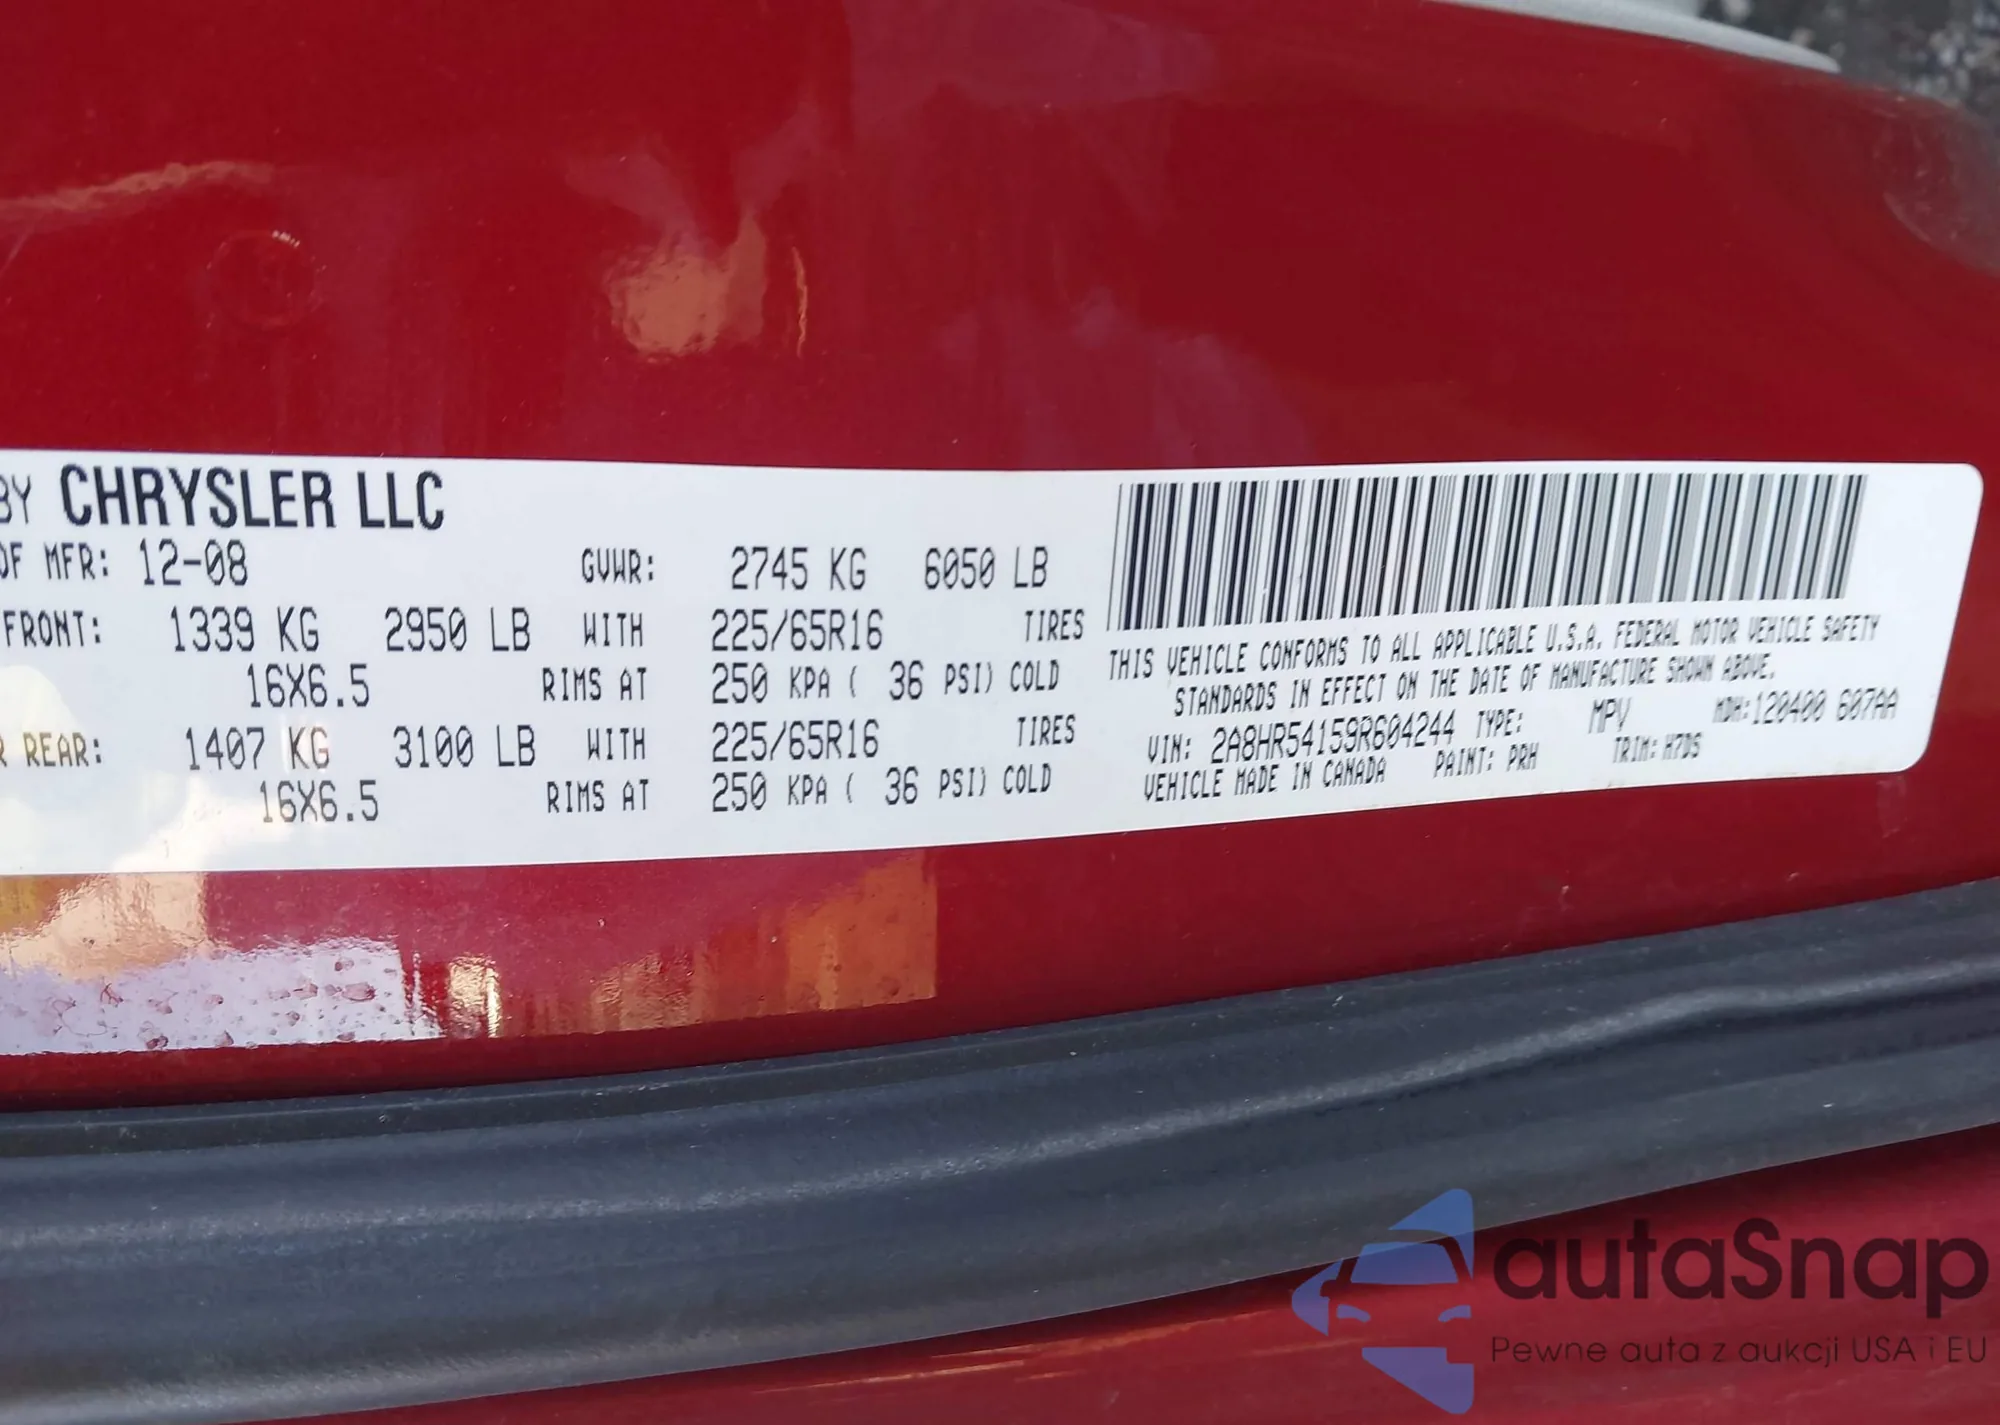 BY CHRYSLER LLC
OF MFR: 12-08 GVWR: 2745 KG 6050 LB
FRONT: 1339 KG 2950 LB WITH 225/65R16 TIRES
16X6.5 RIMS AT 250 KPA ( 36 PSI) COLD
R REAR: 1407 KG 3100 LB WITH 225/65R16 TIRES
16X6.5 RIMS AT 250 KPA ( 36 PSI) COLD
THIS VEHICLE CONFORMS TO ALL APPLICABLE U.S.A. FEDERAL MOTOR VEHICLE SAFETY
STANDARDS IN EFFECT ON THE DATE OF MANUFACTURE SHOWN ABOVE.
VIN: 2A8HR54159R604244 TYPE: MPV MDH:120400 607AA
VEHICLE MADE IN CANADA PAINT: PRH TRIM: H7DS
autaSnap
Pewne auta z aukcji USA i EU